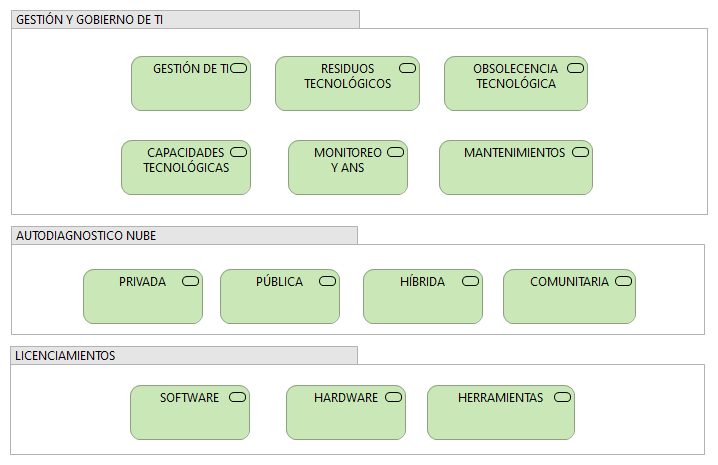 GESTIÓN Y GOBIERNO DE TI
GESTIÓN DE TI
RESIDUOS
TECNOLÓGICOS
OBSOLECENCIA
TECNOLÓGICA
CAPACIDADES
TECNOLÓGICAS
MONITOREO
Y ANS
MANTENIMIENTOS
AUTODIAGNOSTICO NUBE
PRIVADA
PÚBLICA
HÍBRIDA
COMUNITARIA
LICENCIAMIENTOS
SOFTWARE
HARDWARE
HERRAMIENTAS